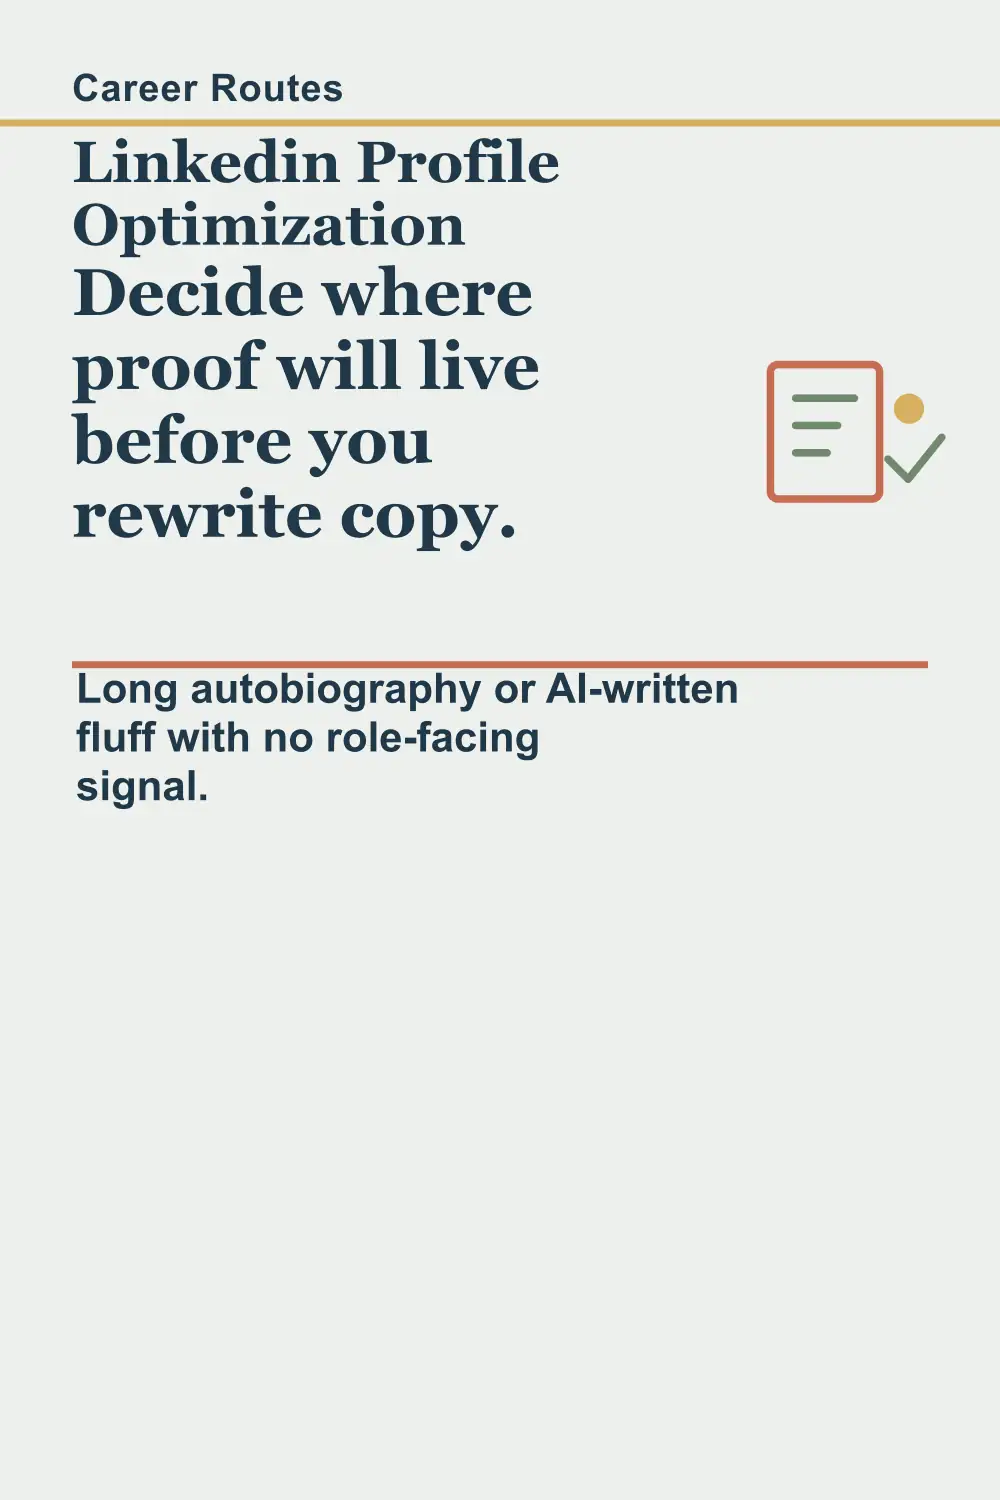 Career Routes
Linkedin Profile
Optimization
Decide where
proof will live
before you
rewrite copy.
Long autobiography or AI-written
fluff with no role-facing
signal.